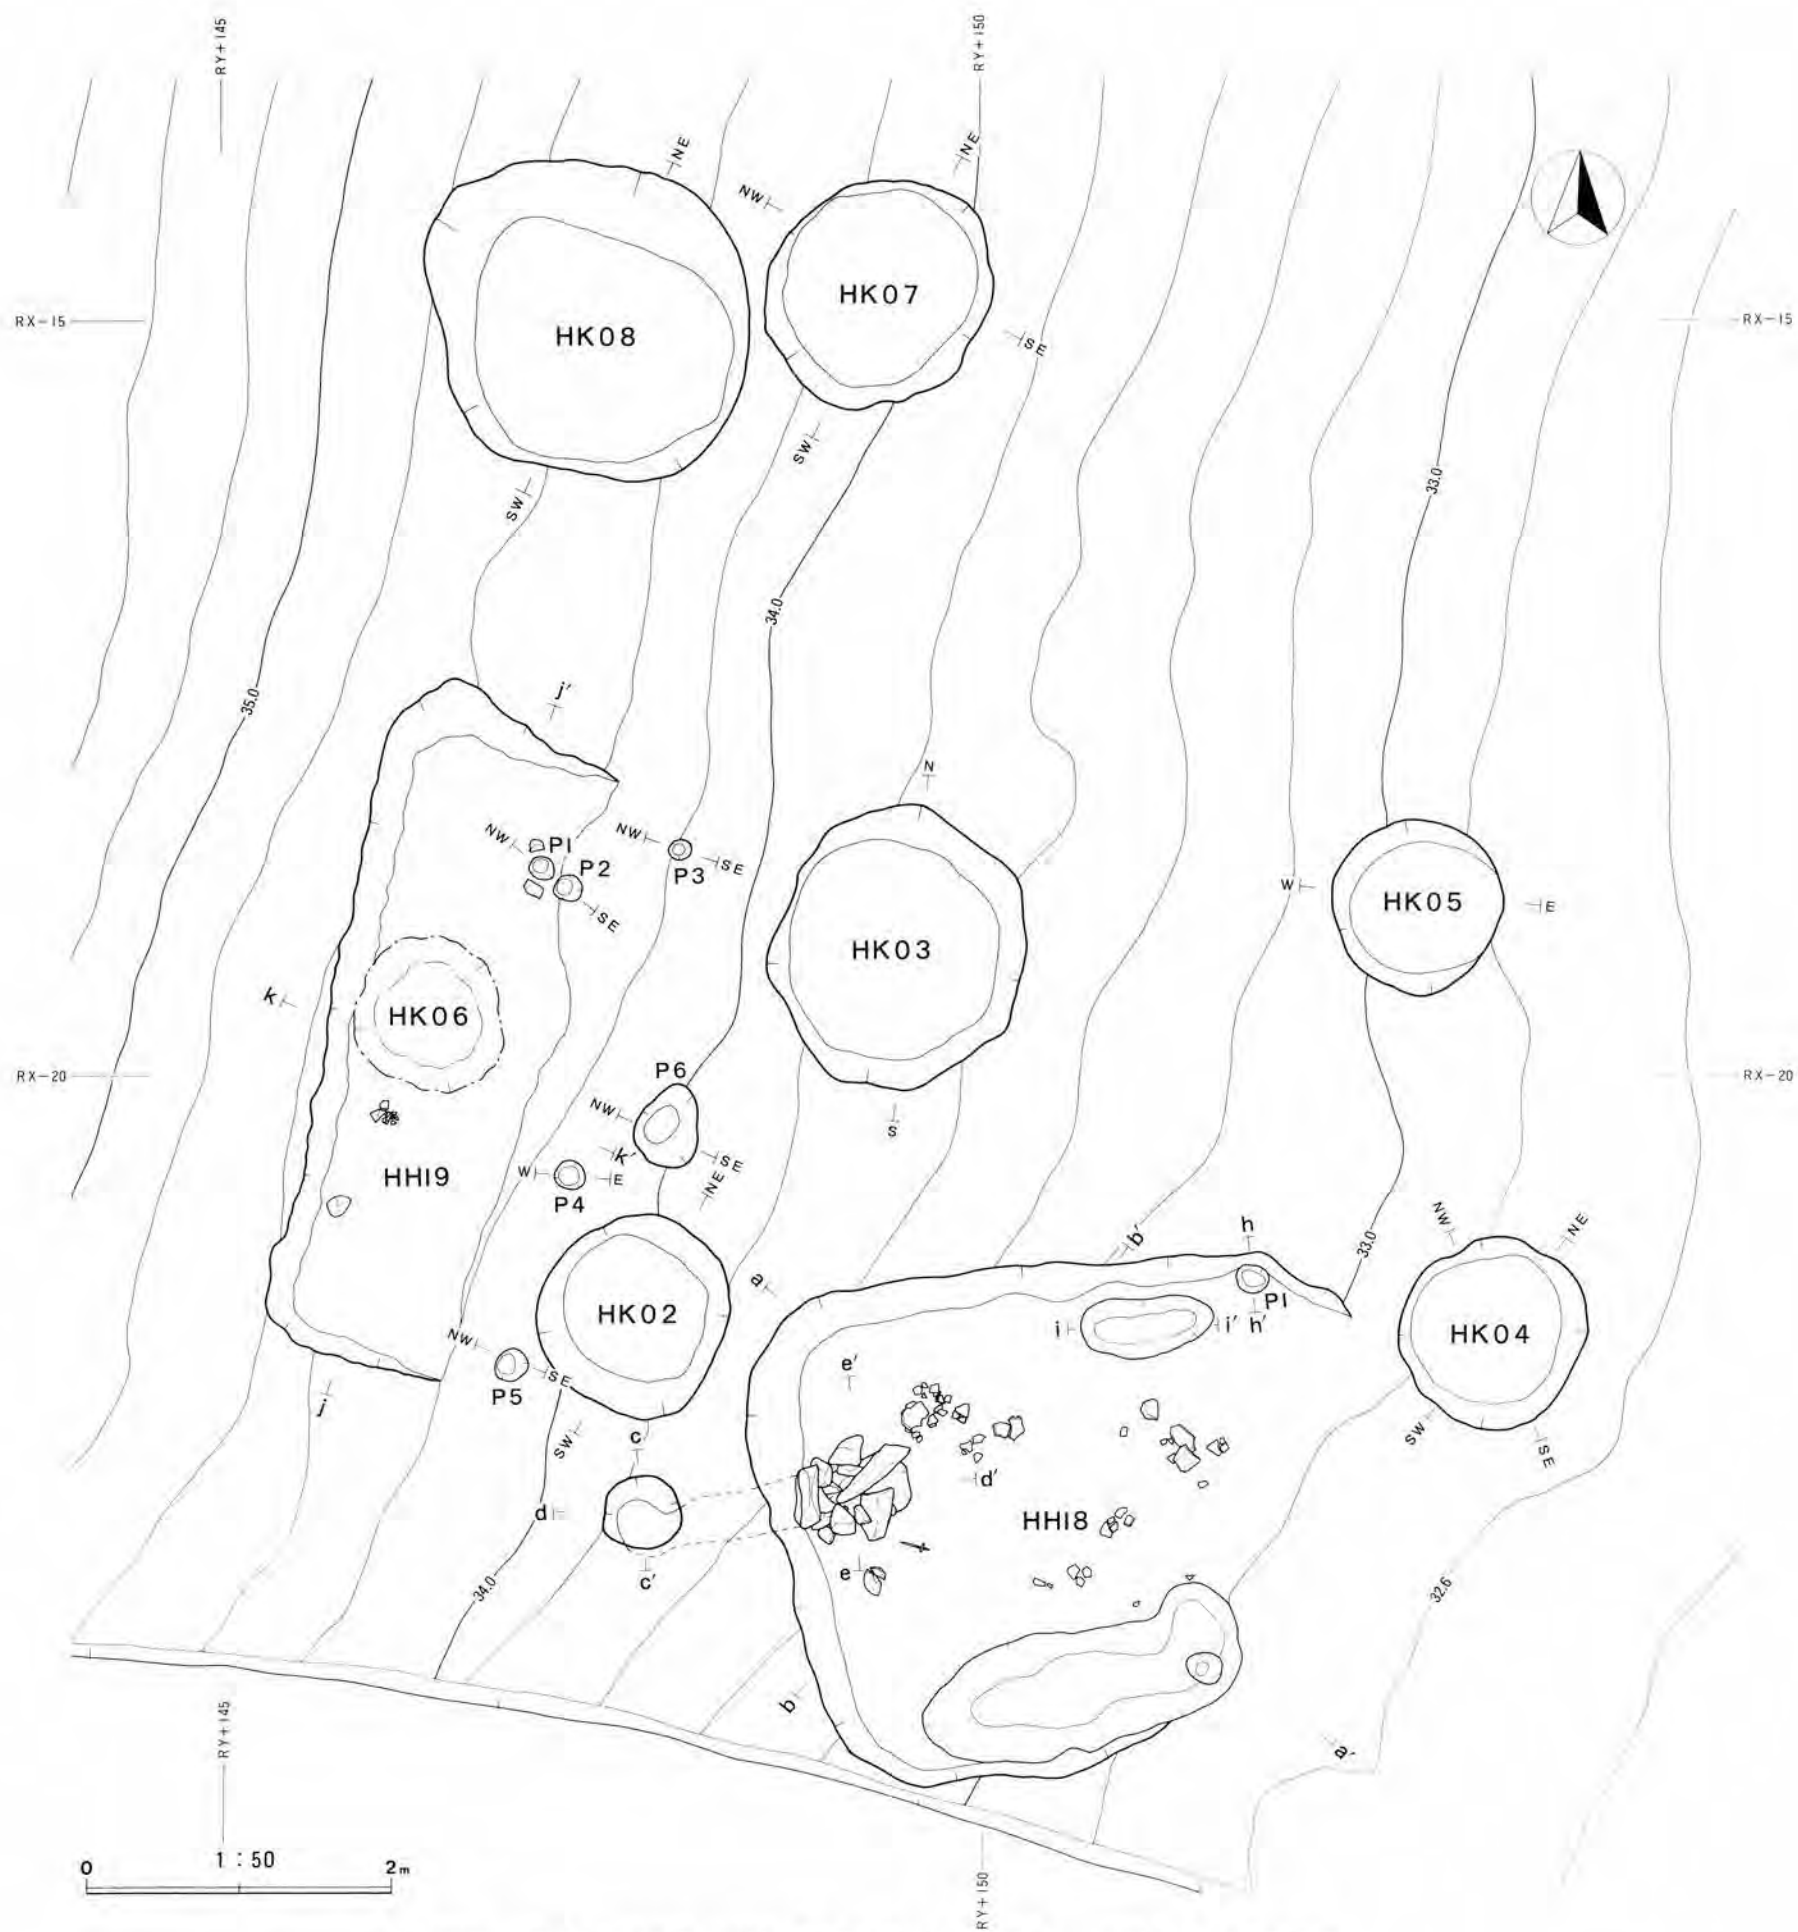 RY+145
RY+150
NE
NE
NW
HK07
HK08
RX-15
RX-15
SE
SW
33.0
SW
34.0
j'
35.0
N
NW
P1
NW
P2
P3
SE
SE
W
HK05
E
HK03
k
HK06
P6
RX-20
RX-20
NW
S
k'
SE
HH19
W
E
NE
P4
b'
h
NW
NE
33.0
a
P1
HK02
i
i'
h'
HK04
NW
SE
P5
e'
j
SW
c
SW
SE
d'
d
HH18
c'
e
34.0
32.6
b
RY+145
a'
1:50
0
2m
RY+150